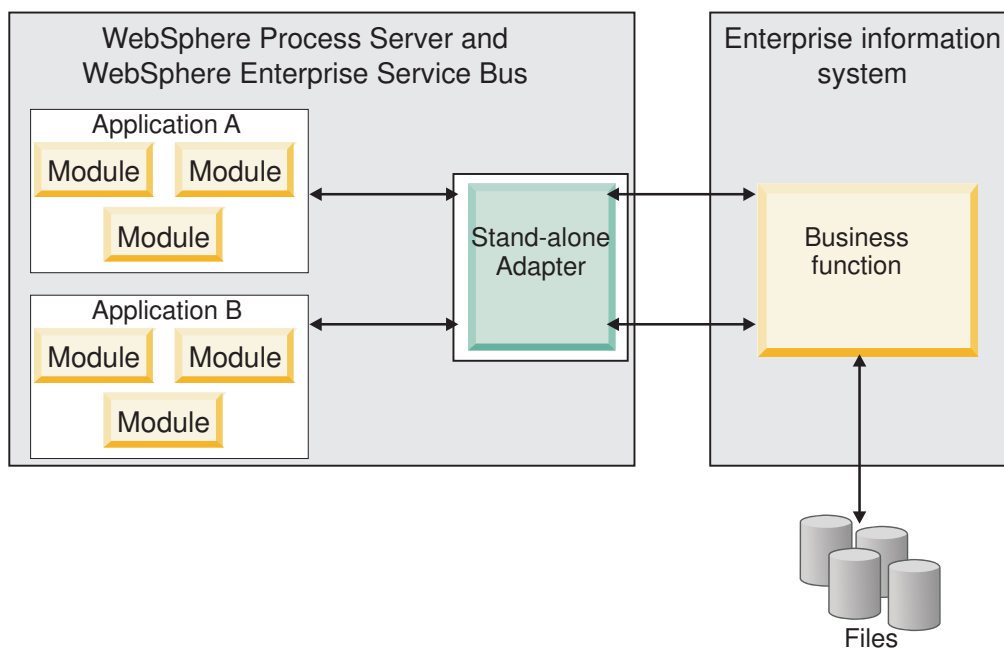 WebSphere Process Server and
WebSphere Enterprise Service Bus
Application A
Module
Module
Module
Application B
Module
Module
Module
Stand-alone
Adapter
Enterprise information
system
Business
function
Files